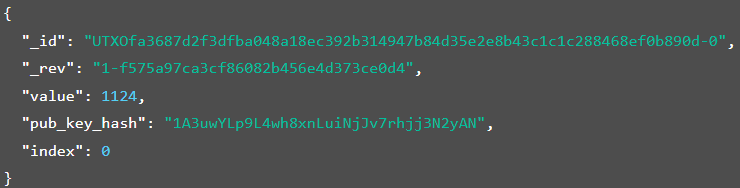 {
"_id": "UTXOfa3687d2f3dfba048a18ec392b314947b84d35e2e8b43c1c1c288468ef0b890d-0",
"_rev": "1-f575a97ca3cf86082b456e4d373ce0d4",
"value": 1124,
"pub_key_hash": "1A3uwYLp9L4wh8xnLuiNjJv7rhjj3N2yAN",
"index": 0
}